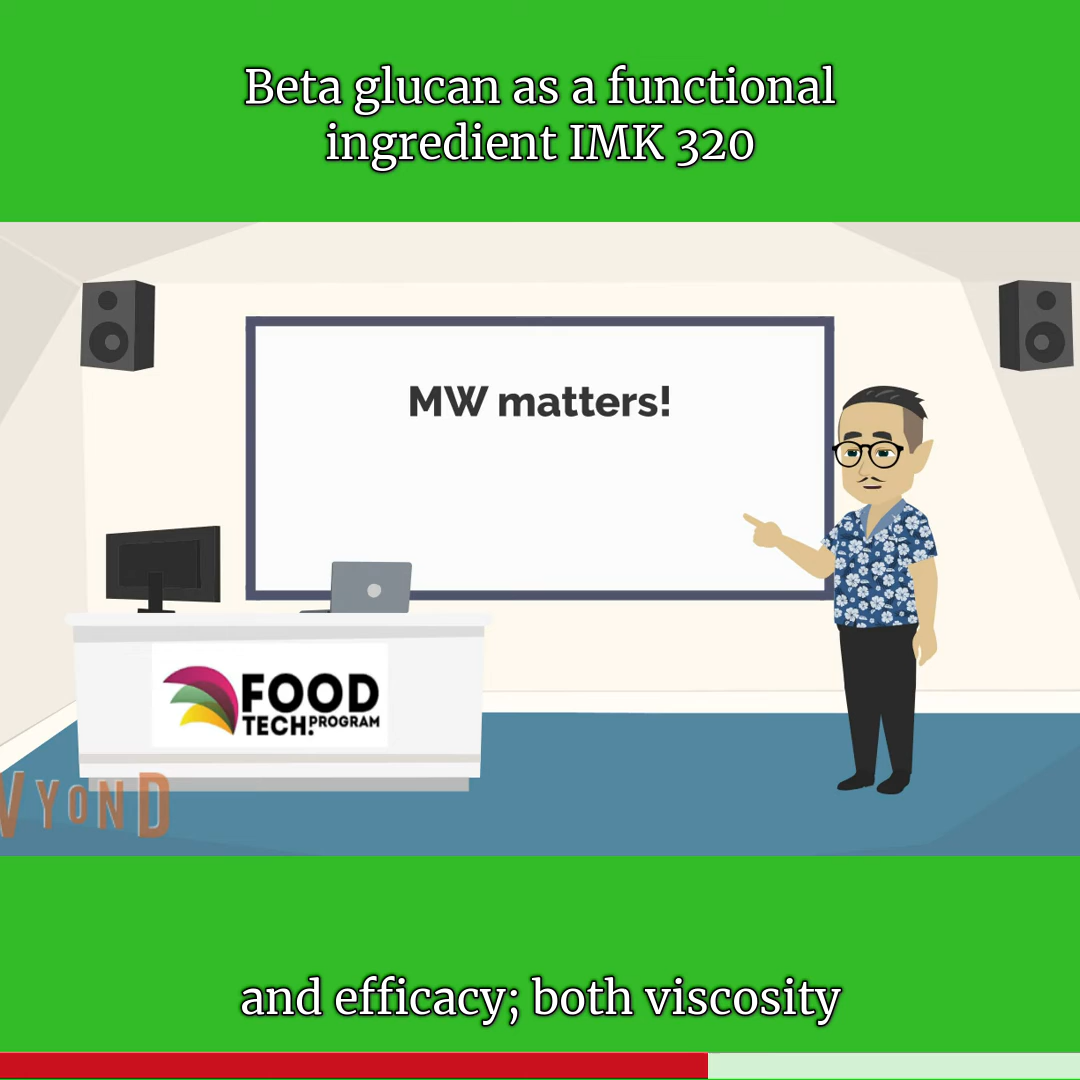 Beta glucan as a functional
ingredient IMK 320
MW matters!
FOOD
TECH.PROGRAM
VYOND
and efficacy; both viscosity